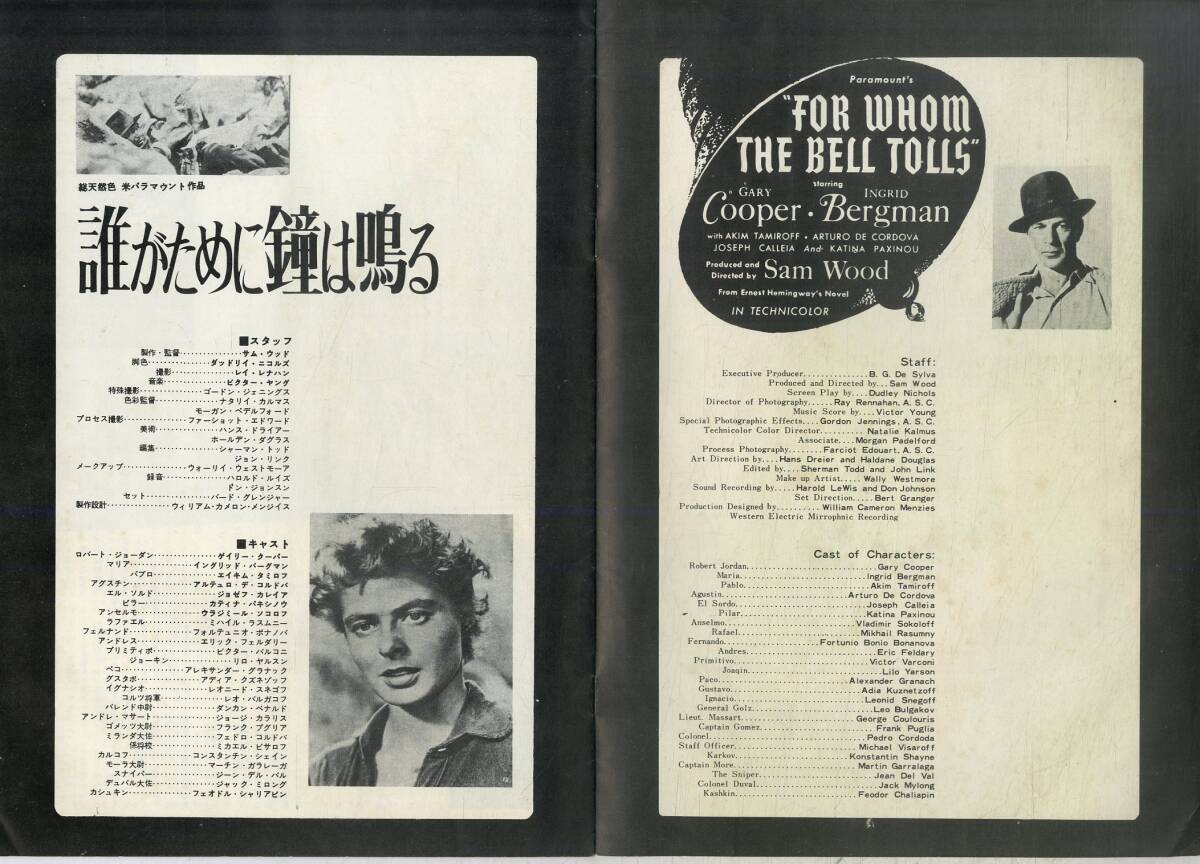 総天然色 米パラマウント作品
誰がために鐘は鳴る
■スタッフ
製作・監督……………サム・ウッド
脚色……………ダッドリイ・ニコルズ
撮影……………レイ・レナハン
音楽……………ビクター・ヤング
特殊撮影……………ゴードン・ジェニングス
色彩監督……………ナタリイ・カルマス
モーガン・ペデルフォード
プロセス撮影……………ファーショット・エドワード
美術……………ハンス・ドライアー
ホールデン・ダグラス
編集……………シャーマン・トッド
ジョン・リンク
メークアップ……………ウォーリイ・ウェストモーア
録音……………ハロルド・ルイズ
ドン・ジョンスン
セット……………バード・グレンジャー
製作設計……………ウィリアム・カメロン・メンジイス
■キャスト
ロバート・ジョーダン……………ゲイリー・クーパー
マリア……………イングリッド・バーグマン
パブロ……………エイキム・タミロフ
アグスチン……………アルテュロ・デ・コルドバ
エル・ソルド……………ジョゼフ・カレイア
ピラー……………カティナ・パキシノウ
アンセルモ……………ウラジミール・ソコロフ
ラファエル……………ミハイル・ラスムニー
フェルナンド……………フォルテュニオ・ボナノバ
アンドレス……………エリック・フェルダリー
プリミティボ……………ビクター・バルコニ
ジョーキン……………リロ・ヤルスン
ペコ……………アレキサンダー・グラナック
グスタボ……………アディア・クズネゾッフ
イグナシオ……………レオニード・スネゴフ
コルツ将軍……………レオ・バルガコフ
バレンド中尉……………ダンカン・ベナルド
アンドレ・マサート……………ジョージ・カラリス
ゴメッツ大尉……………フランク・プグリア
ミランダ大佐……………フェドロ・コルドバ
係将校……………ミカエル・ビサロフ
カルコフ……………コンスタンチン・シェイン
モーラ大尉……………マーチン・ガラレーガ
スナイパー……………ジーン・デル・バル
デュバル大佐……………ジャック・ミロング
カシュキン……………フェオドル・シャリアピン
Paramount's
"FOR WHOM
THE BELL TOLLS"
starring
GARY INGRID
Cooper · Bergman
with AKIM TAMIROFF • ARTURO DE CORDOVA
JOSEPH CALLEIA And KATINA PAXINOU
Produced and
Directed by Sam Wood
From Ernest Hemingway's Novel
IN TECHNICOLOR
Staff:
Executive Producer...............B. G. De Sylva
Produced and Directed by...Sam Wood
Screen Play by....Dudley Nichols
Director of Photography......Ray Rennahan, A. S. C.
Music Score by....Victor Young
Special Photographic Effects....Gordon Jennings, A. S. C.
Technicolor Color Director..........Natalie Kalmus
Associate....Morgan Padelford
Process Photography........Farciot Edouart, A. S. C.
Art Direction by....Hans Dreier and Haldane Douglas
Edited by....Sherman Todd and John Link
Make up Artist.....Wally Westmore
Sound Recording by.....Harold LeWis and Don Johnson
Set Direction.....Bert Granger
Production Designed by..........William Cameron Menzies
Western Electric Mirrophnic Recording
Cast of Characters:
Robert Jordan..............................Gary Cooper
Maria..............................Ingrid Bergman
Pablo..............................Akim Tamiroff
Agustin..............................Arturo De Cordova
El Sordo..............................Joseph Calleia
Pilar..............................Katina Paxinou
Anselmo..............................Vladimir Sokoloff
Rafael..............................Mikhail Rasumny
Fernando..............................Fortunio Bonio Bonanova
Andres..............................Eric Feldary
Primitivo..............................Victor Varconi
Joaqin..............................Lilo Yarson
Paco..............................Alexander Granach
Gustavo..............................Adia Kuznetzoff
Ignacio..............................Leonid Snegoff
General Golz..............................Leo Bulgakov
Lieut. Massart..............................George Coulouris
Captain Gomez..............................Frank Puglia
Colonel..............................Pedro Cordoda
Staff Officer..............................Michael Visaroff
Karkov..............................Konstantin Shayne
Captain More..............................Martin Garralaga
The Sniper..............................Jean Del Val
Colonel Duval..............................Jack Mylong
Kashkin..............................Feodor Chaliapin